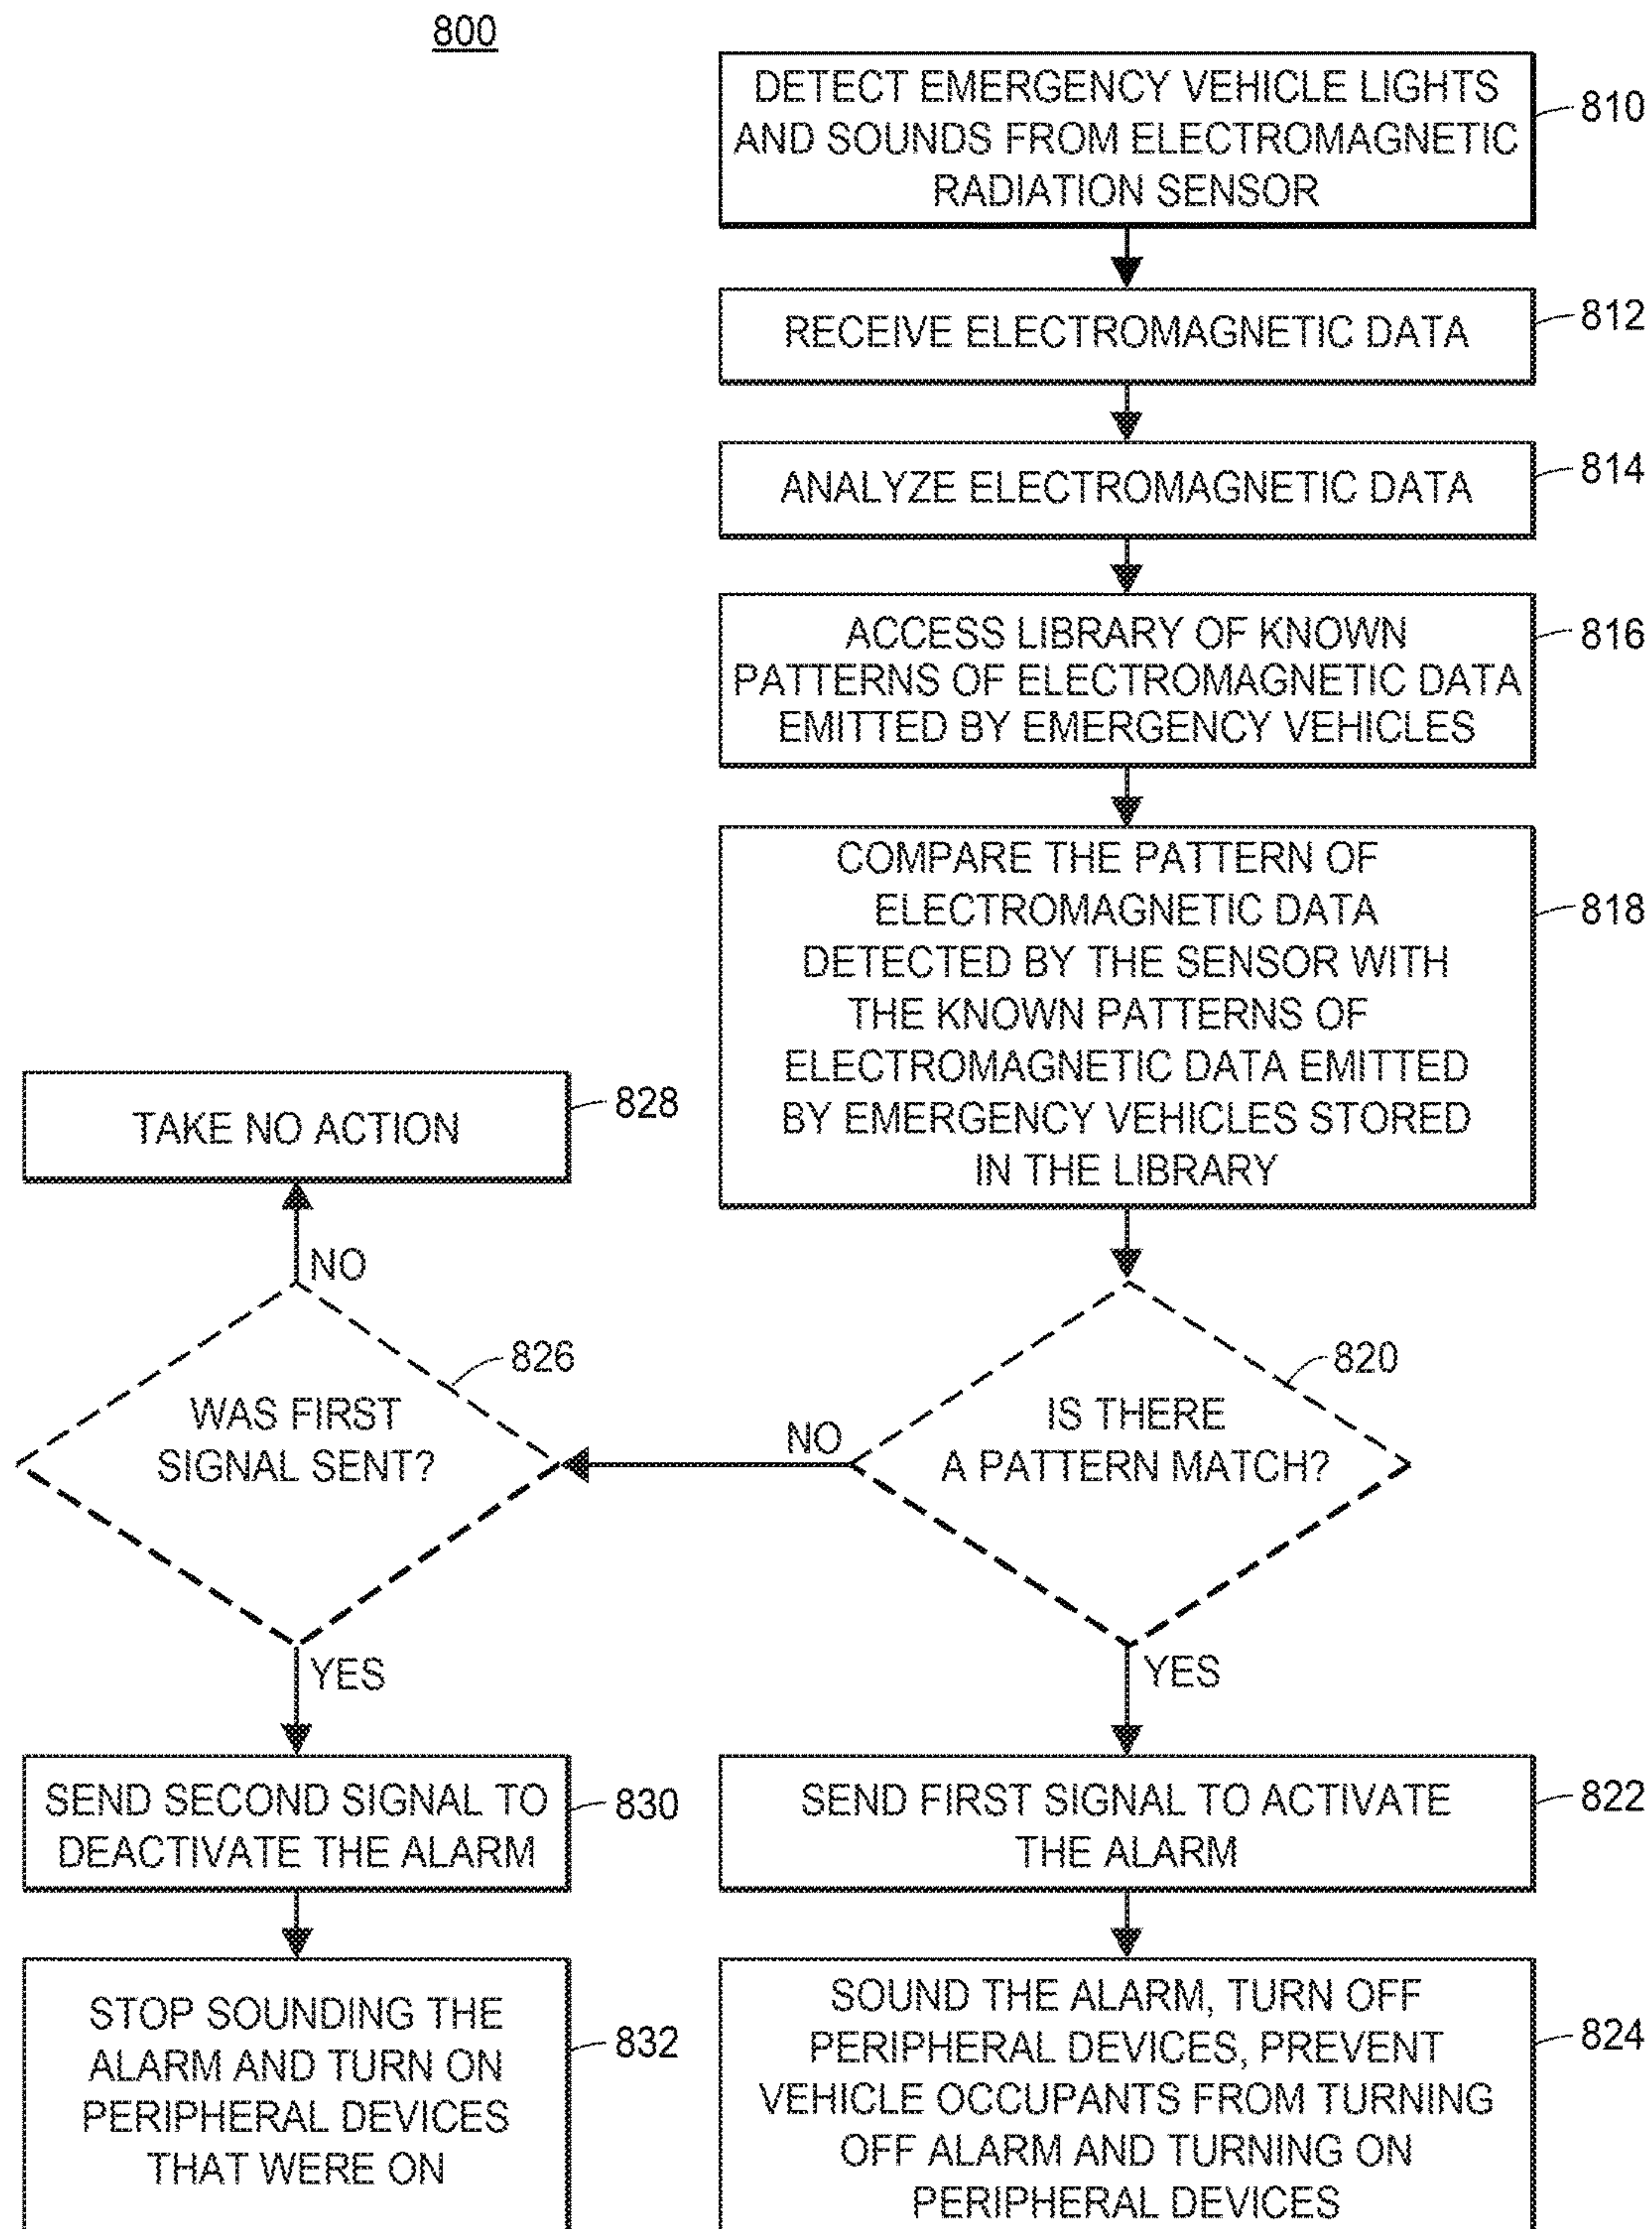 800
DETECT EMERGENCY VEHICLE LIGHTS
AND SOUNDS FROM ELECTROMAGNETIC
RADIATION SENSOR
810
RECEIVE ELECTROMAGNETIC DATA
812
ANALYZE ELECTROMAGNETIC DATA
814
ACCESS LIBRARY OF KNOWN
PATTERNS OF ELECTROMAGNETIC DATA
EMITTED BY EMERGENCY VEHICLES
816
COMPARE THE PATTERN OF
ELECTROMAGNETIC DATA
DETECTED BY THE SENSOR WITH
THE KNOWN PATTERNS OF
ELECTROMAGNETIC DATA EMITTED
BY EMERGENCY VEHICLES STORED
IN THE LIBRARY
818
TAKE NO ACTION
828
NO
WAS FIRST
SIGNAL SENT?
826
NO
IS THERE
A PATTERN MATCH?
820
YES
YES
SEND SECOND SIGNAL TO
DEACTIVATE THE ALARM
830
SEND FIRST SIGNAL TO ACTIVATE
THE ALARM
822
STOP SOUNDING THE
ALARM AND TURN ON
PERIPHERAL DEVICES
THAT WERE ON
832
SOUND THE ALARM, TURN OFF
PERIPHERAL DEVICES, PREVENT
VEHICLE OCCUPANTS FROM TURNING
OFF ALARM AND TURNING ON
PERIPHERAL DEVICES
824